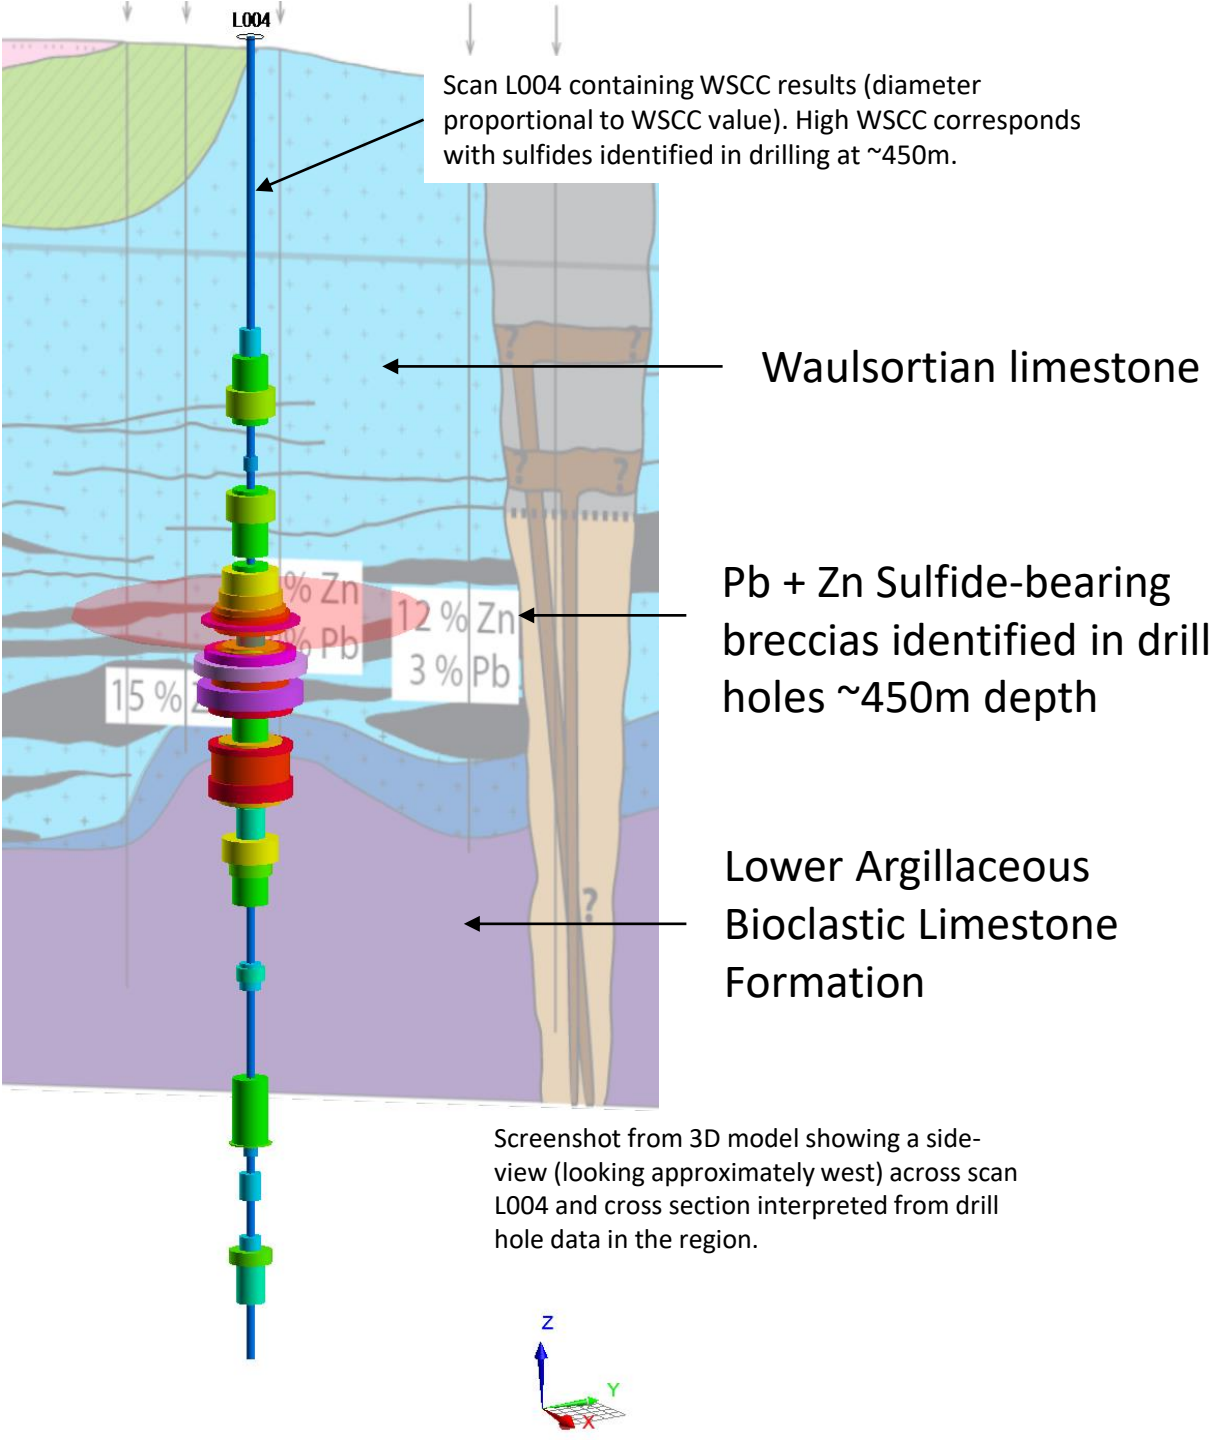 L004
Scan L004 containing WSCC results (diameter
proportional to WSCC value). High WSCC corresponds
with sulfides identified in drilling at ~450m.
Waulsortian limestone
?
?
?
?
% Zn
% Pb
12 % Zn
3 % Pb
15 %
Pb + Zn Sulfide-bearing
breccias identified in drill
holes ~450m depth
Lower Argillaceous
Bioclastic Limestone
Formation
?
Screenshot from 3D model showing a side-
view (looking approximately west) across scan
L004 and cross section interpreted from drill
hole data in the region.
Z
Y
X